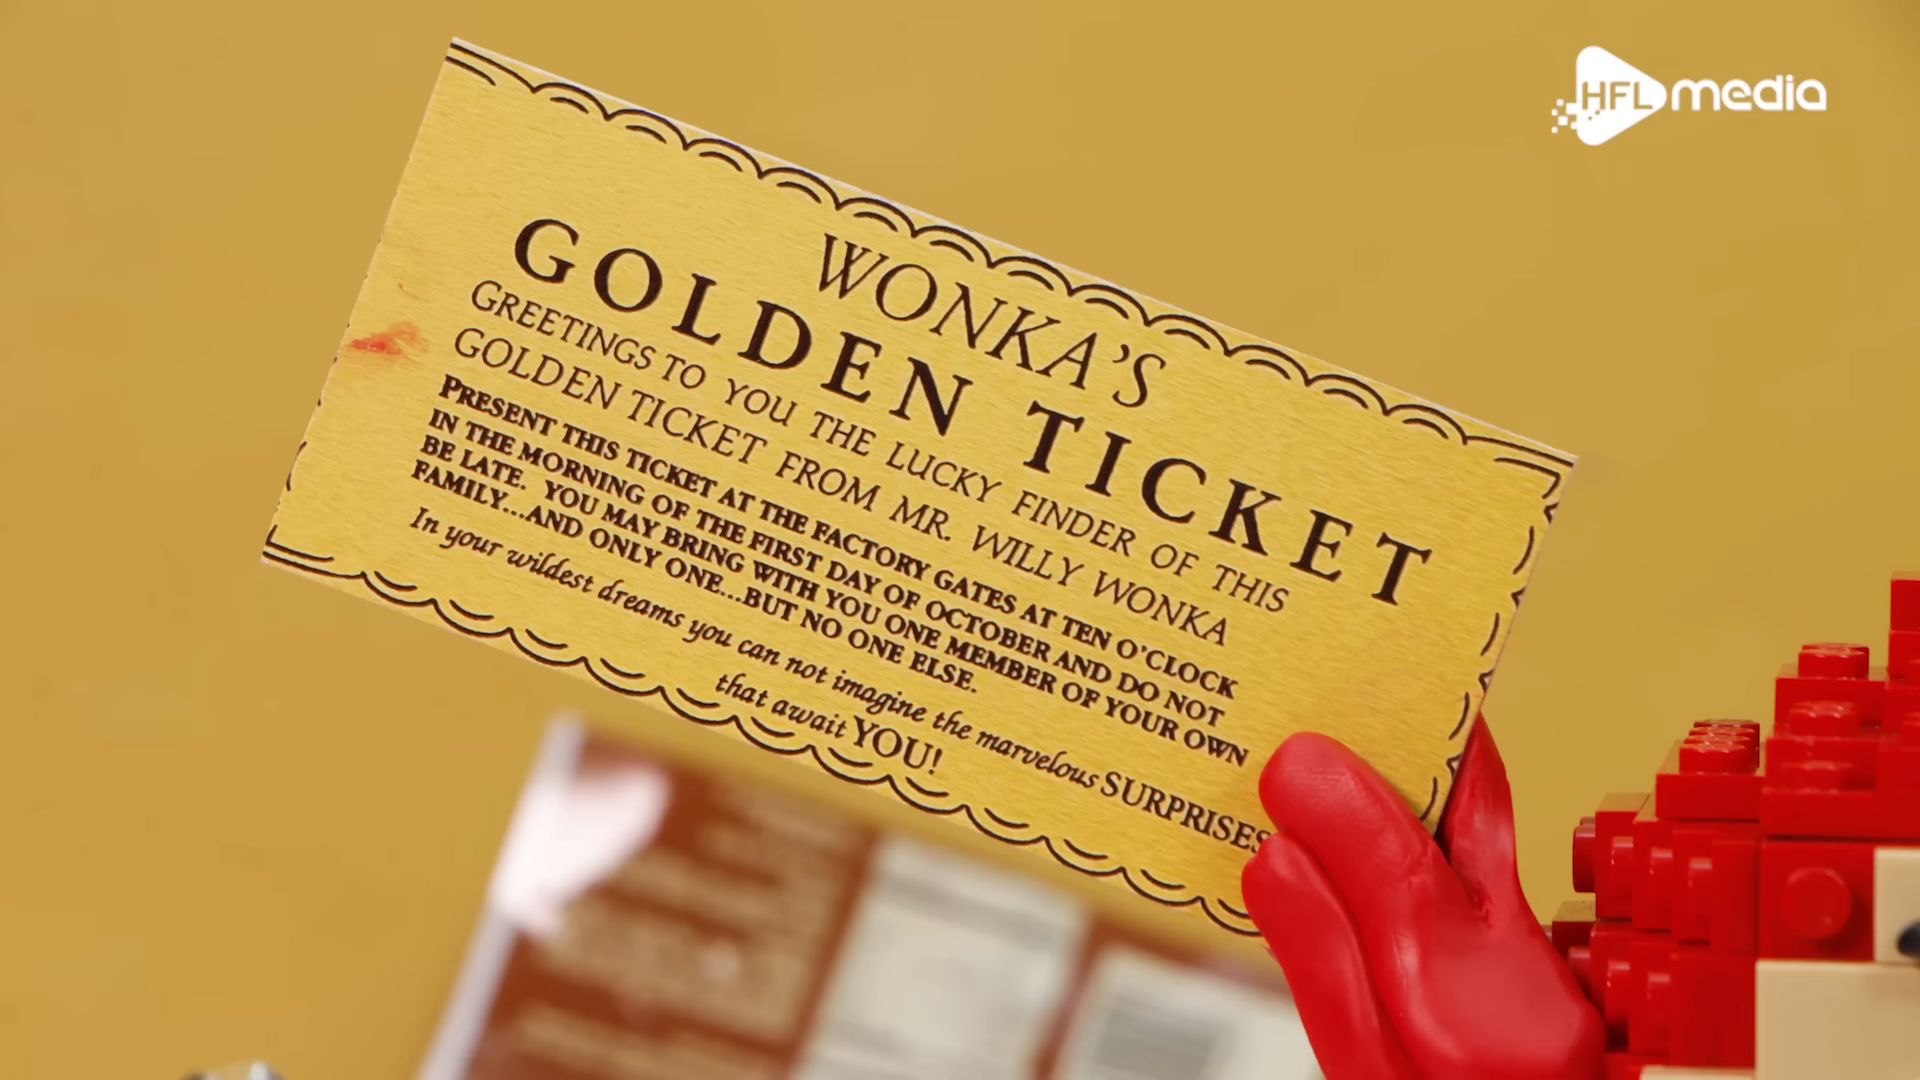 HFL media
WONKA'S
GOLDEN TICKET
GREETINGS TO YOU THE LUCKY FINDER OF THIS
GOLDEN TICKET FROM MR. WILLY WONKA
PRESENT THIS TICKET AT THE FACTORY GATES AT TEN O'CLOCK
IN THE MORNING OF THE FIRST DAY OF OCTOBER AND DO NOT
BE LATE. YOU MAY BRING WITH YOU ONE MEMBER OF YOUR OWN
FAMILY...AND ONLY ONE...BUT NO ONE ELSE.
In your wildest dreams you can not imagine the marvelous SURPRISES
that await YOU!